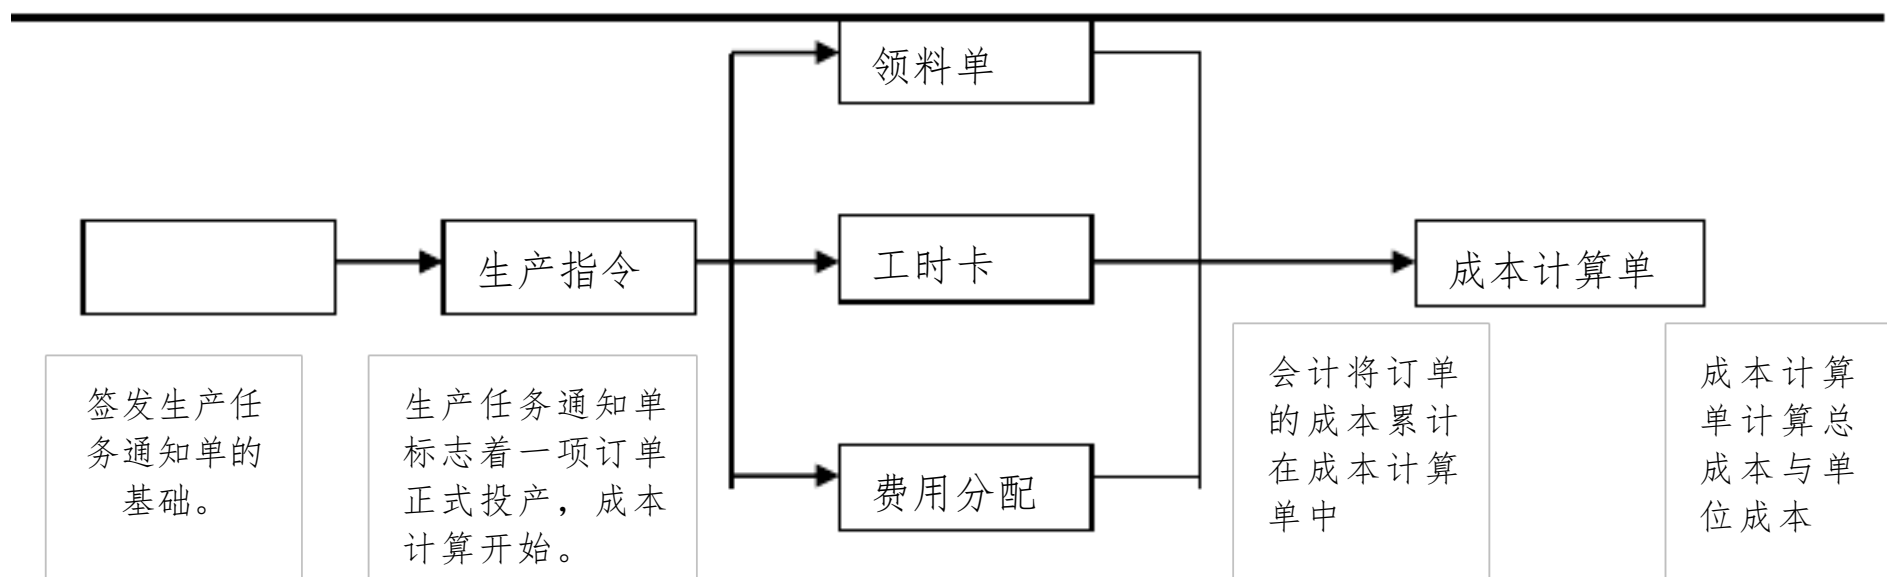 领料单
生产指令
工时卡
成本计算单
费用分配
签发生产任
务通知单的
基础。
生产任务通知单
标志着一项订单
正式投产，成本
计算开始。
会计将订单
的成本累计
在成本计算
单中
成本计算
单计算总
成本与单
位成本